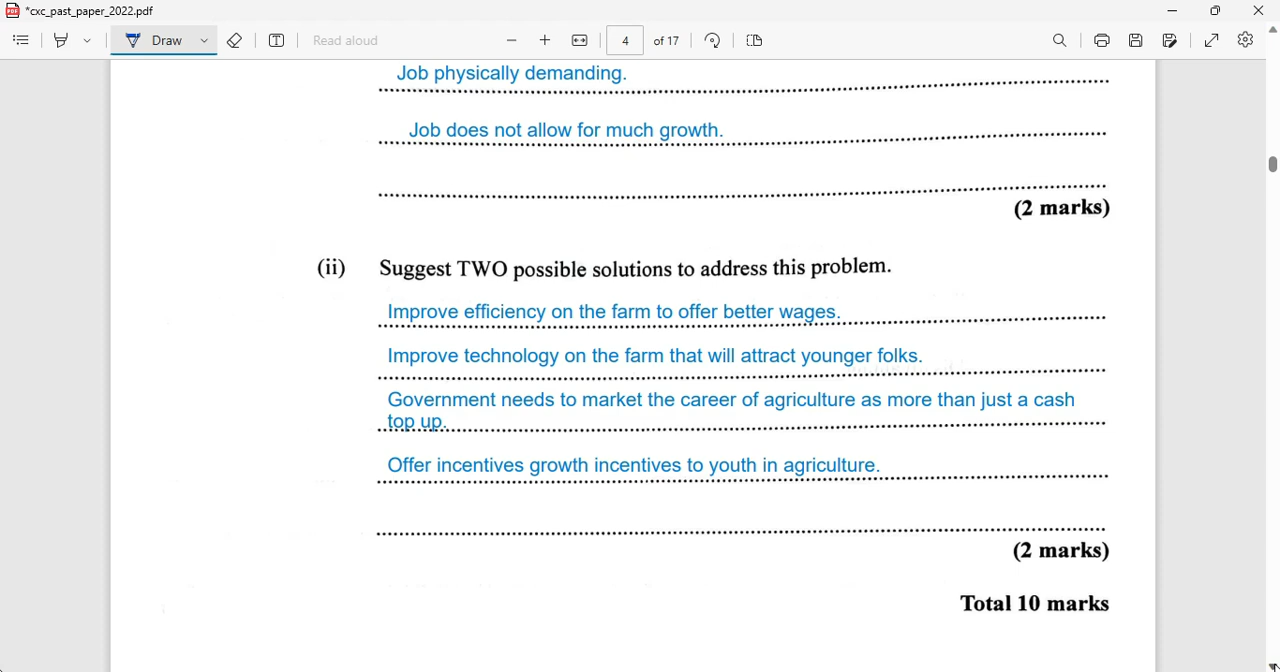 *cxc_past_paper_2022.pdf
Draw
Read aloud
4 of 17
Job physically demanding.
Job does not allow for much growth.
(2 marks)
(ii) Suggest TWO possible solutions to address this problem.
Improve efficiency on the farm to offer better wages.
Improve technology on the farm that will attract younger folks.
Government needs to market the career of agriculture as more than just a cash
top up.
Offer incentives growth incentives to youth in agriculture.
(2 marks)
Total 10 marks